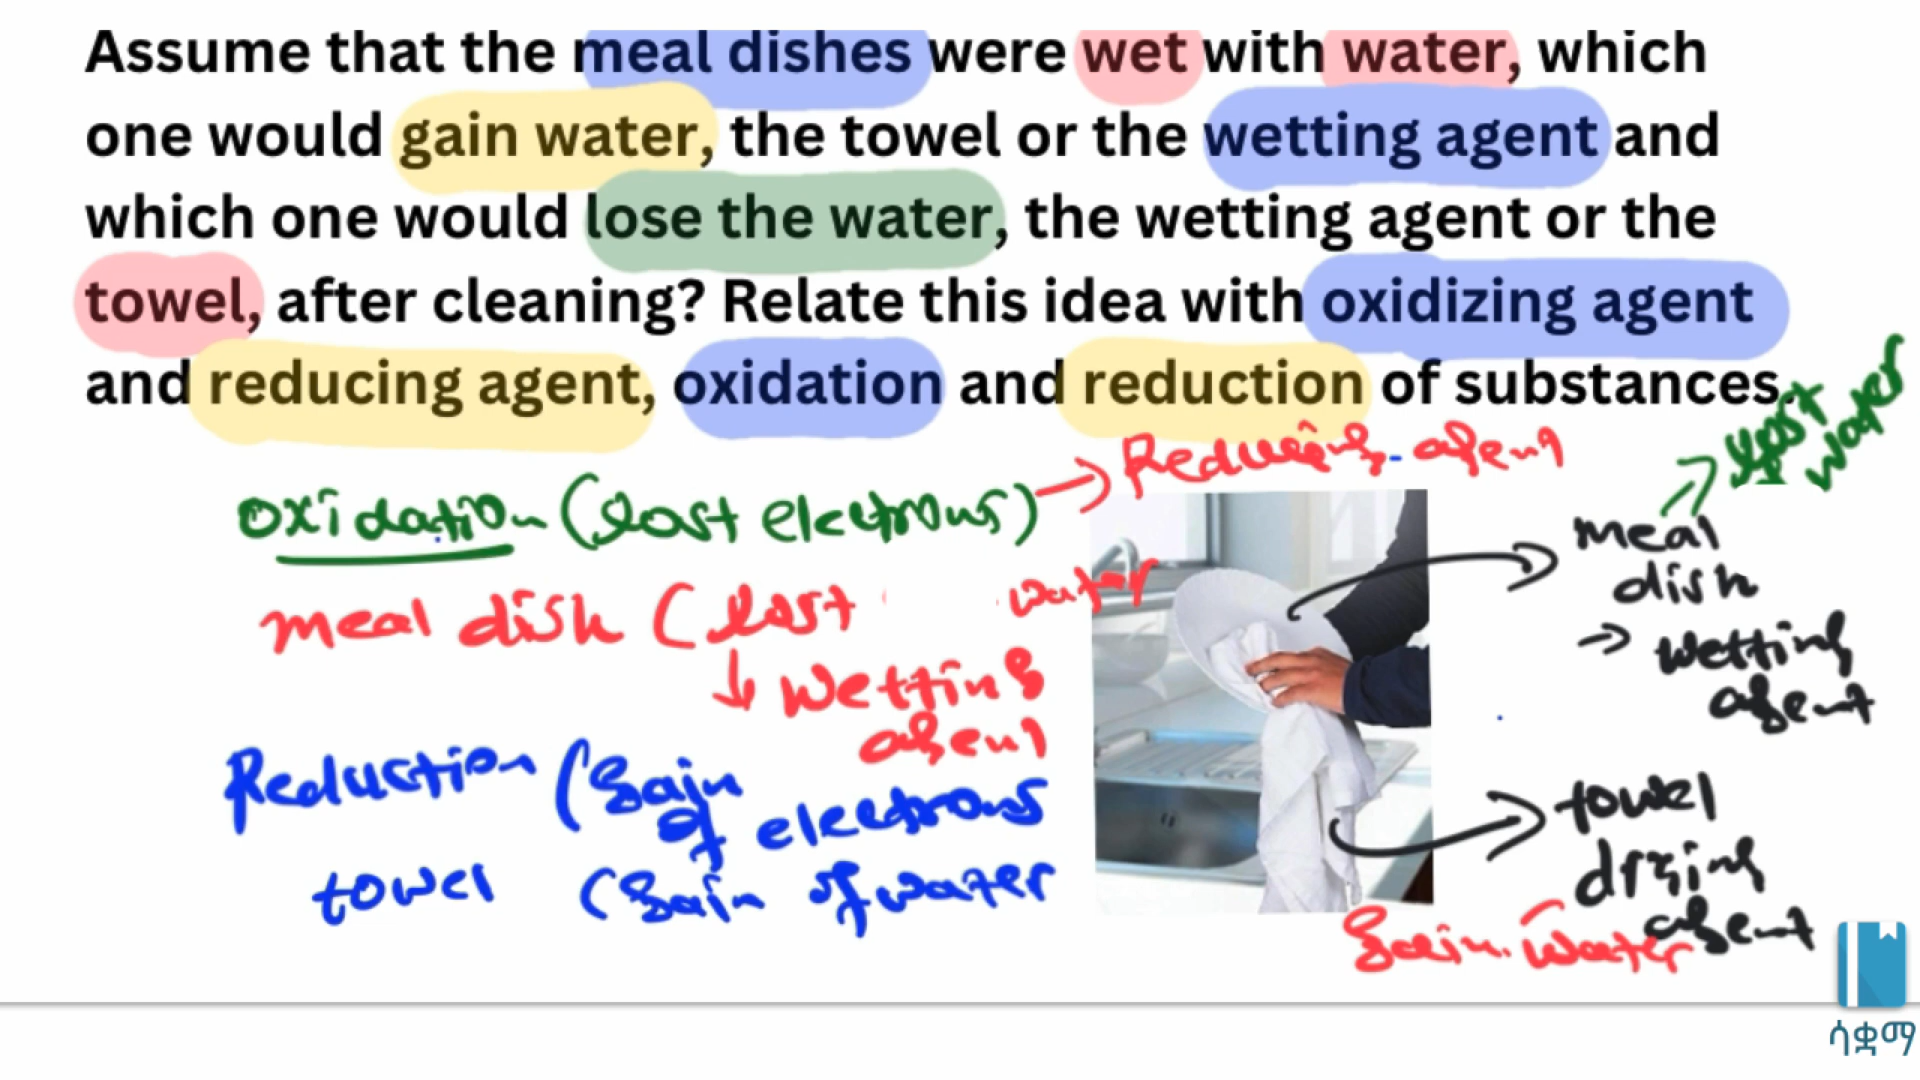 Assume that the meal dishes were wet with water, which
one would gain water, the towel or the wetting agent and
which one would lose the water, the wetting agent or the
towel, after cleaning? Relate this idea with oxidizing agent
and reducing agent, oxidation and reduction of substances.
oxidation (lost electrons) → Reducing agent
meal dish (lost water
↓ wetting
agent
Reduction (gain
of electrons
towel (gain of water
lost
water
meal
dish
→ wetting
agent
towel
drying
agent
gain water
ሳቋማ